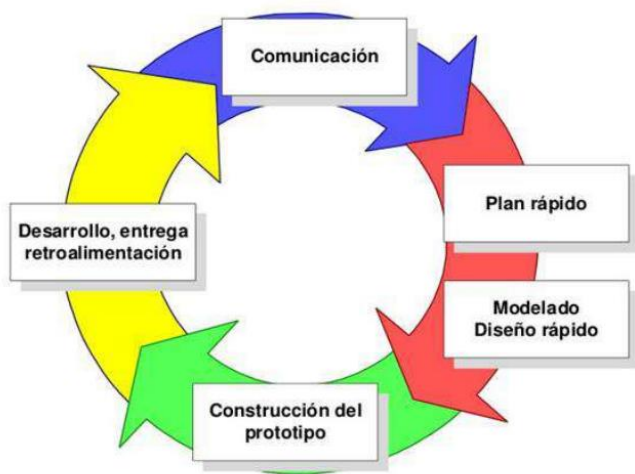 Comunicación
Plan rápido
Modelado
Diseño rápido
Construcción del
prototipo
Desarrollo, entrega
retroalimentación